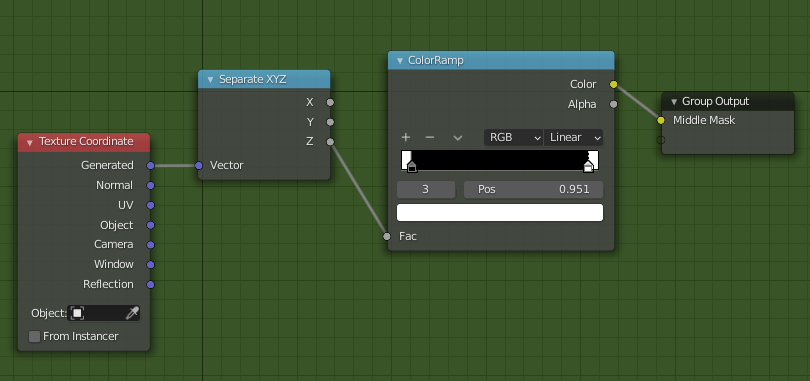 Texture Coordinate
Generated
Normal
UV
Object
Camera
Window
Reflection
Object:
From Instancer
Separate XYZ
X
Y
Z
Vector
ColorRamp
Color
Alpha
RGB Linear
3 Pos 0.951
Fac
Group Output
Middle Mask